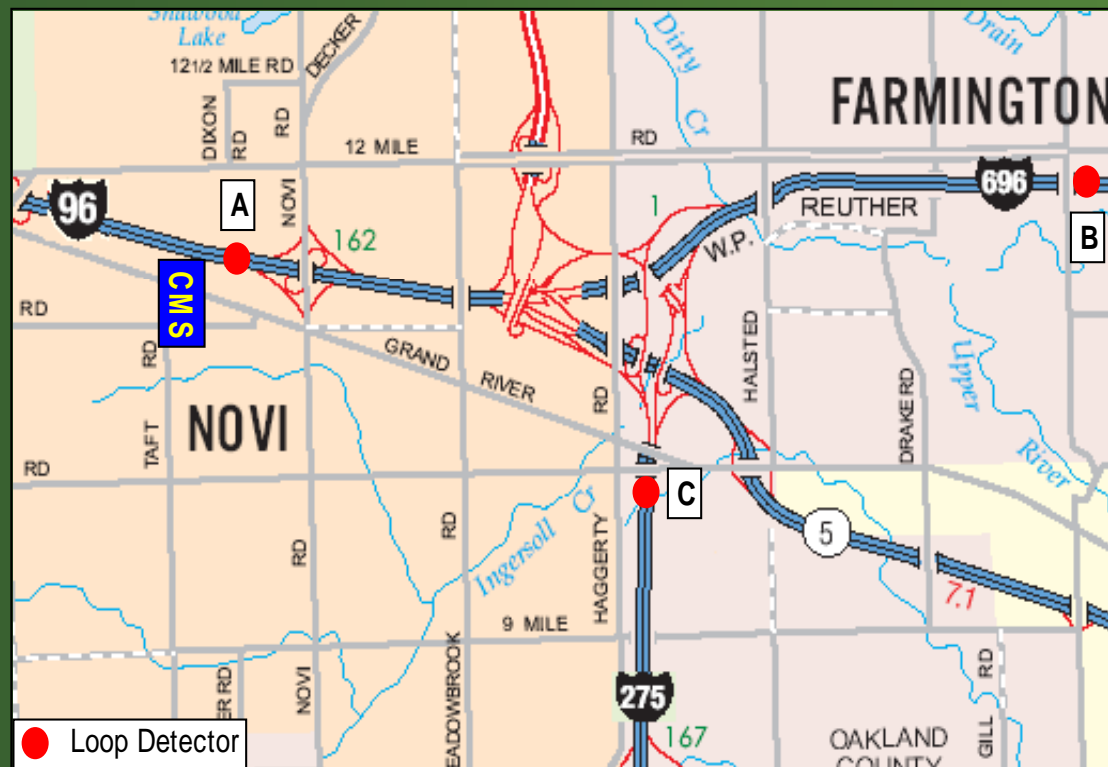 Shawood
Lake
12 1/2 MILE RD
DECKER
DIXON
RD
RD
12 MILE
RD
Dirty
Cr
Drain
FARMINGTON
96
A
NOVI
162
1
696
REUTHER
W.P.
B
CMS
RD
RD
GRAND
RIVER
RD
HALSTED
DRAKE RD
Upper
River
NOVI
TAFT
RD
C
5
7.1
RD
RD
Ingersoll
Cr
HAGGERTY
9 MILE
ER RD
NOVI
EADOWBROOK
275
167
RD
GILL
OAKLAND
COUNTY
Loop Detector